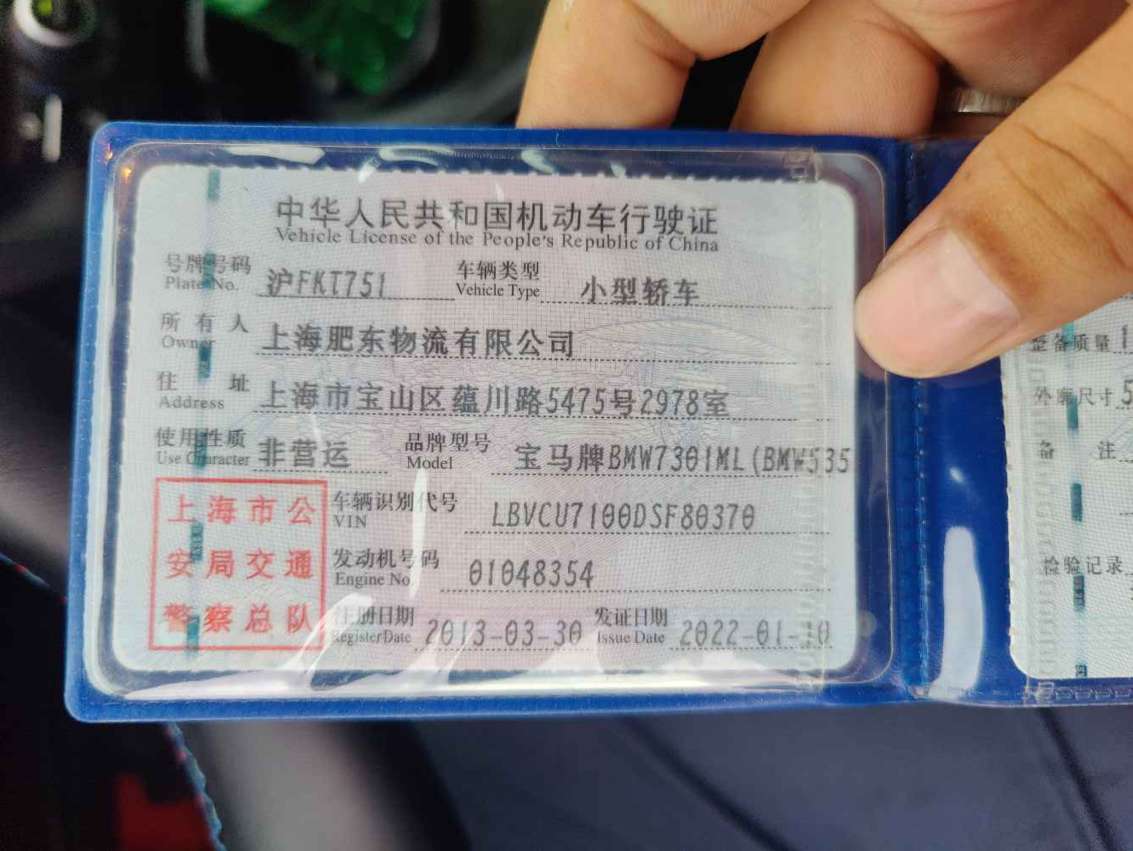 中华人民共和国机动车行驶证
Vehicle License of the People's Republic of China
号牌号码 沪FKT751 车辆类型 小型轿车
Plate No. Vehicle Type
所有人 上海肥东物流有限公司
Owner
住址 上海市宝山区蕴川路5475号2978室
Address
使用性质 非营运 品牌型号 宝马牌BMW7301ML(BMW535
Use Character Model
车辆识别代号 LBVCU7100DSF80370
VIN
发动机号码 01048354
Engine No.
注册日期 2013-03-30 发证日期 2022-01-10
Register Date Issue Date
上海市公
安局交通
警察总队
整备质量 1
外廓尺寸 5
备注
检验记录